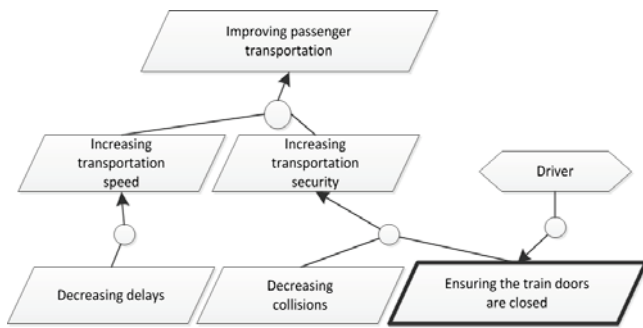 Improving passenger
transportation
Increasing
transportation
speed
Increasing
transportation
security
Driver
Decreasing delays
Decreasing
collisions
Ensuring the train doors
are closed